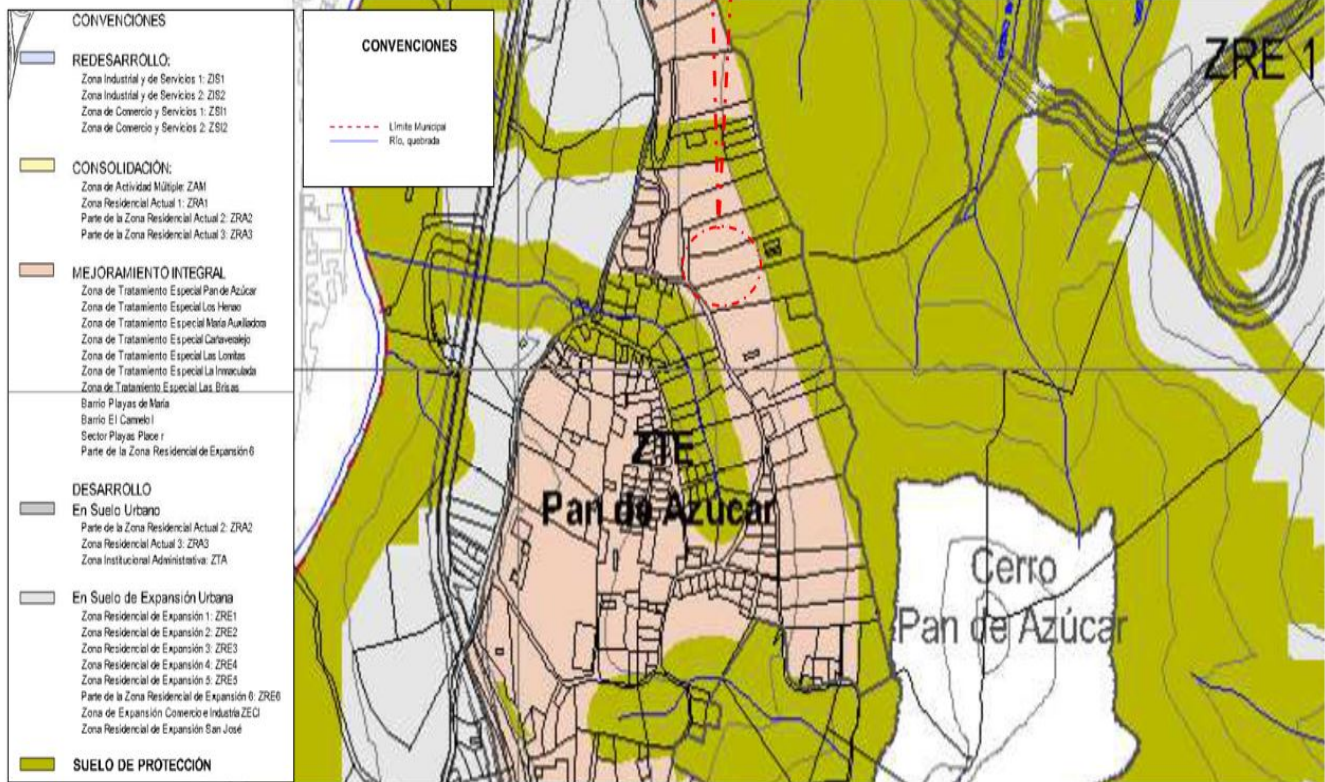 CONVENCIONES
REDESARROLLO:
Zona Industrial y de Servicios 1: ZIS1
Zona Industrial y de Servicios 2: ZIS2
Zona de Comercio y Servicios 1: ZSI1
Zona de Comercio y Servicios 2: ZSI2
CONSOLIDACIÓN:
Zona de Actividad Múltiple: ZAM
Zona Residencial Actual 1: ZRA1
Parte de la Zona Residencial Actual 2: ZRA2
Parte de la Zona Residencial Actual 3: ZRA3
MEJORAMIENTO INTEGRAL
Zona de Tratamiento Especial Pan de Azúcar
Zona de Tratamiento Especial Los Henao
Zona de Tratamiento Especial María Auxiliadora
Zona de Tratamiento Especial Cañaveralejo
Zona de Tratamiento Especial Las Lomitas
Zona de Tratamiento Especial La Inmaculada
Zona de Tratamiento Especial Las Brisas
Barrio Playas de María
Barrio El Carmelo I
Sector Playas Placer
Parte de la Zona Residencial de Expansión 6
DESARROLLO
En Suelo Urbano
Parte de la Zona Residencial Actual 2: ZRA2
Zona Residencial Actual 3: ZRA3
Zona Institucional Administrativa: ZTA
En Suelo de Expansión Urbana
Zona Residencial de Expansión 1: ZRE1
Zona Residencial de Expansión 2: ZRE2
Zona Residencial de Expansión 3: ZRE3
Zona Residencial de Expansión 4: ZRE4
Zona Residencial de Expansión 5: ZRE5
Parte de la Zona Residencial de Expansión 6: ZRE6
Zona de Expansión Comercio e Industria ZECI
Zona Residencial de Expansión San José
SUELO DE PROTECCIÓN
CONVENCIONES
Límite Municipal
Río, quebrada
ZRE 1
ZTE
Pan de Azúcar
Cerro
Pan de Azúcar